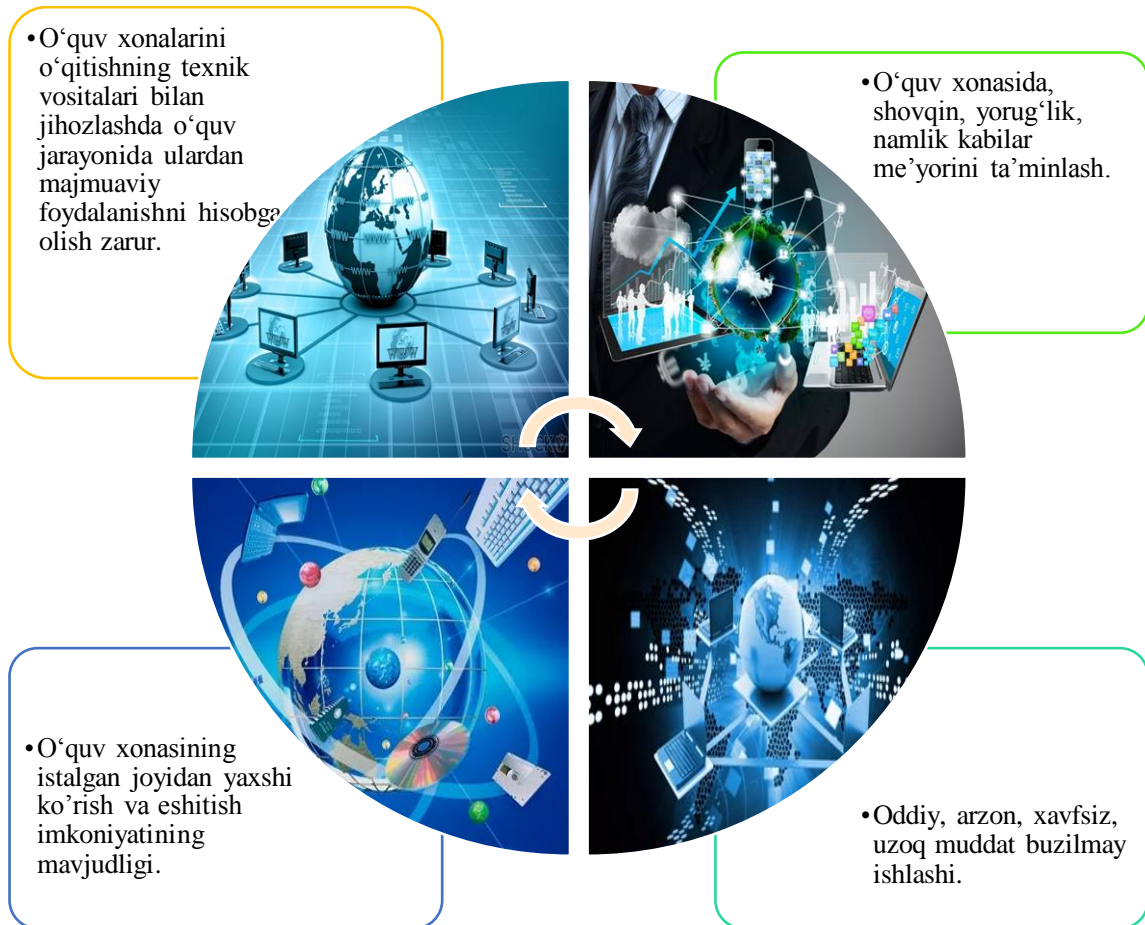 •O‘quv xonalarini
o‘qitishning texnik
vositalari bilan
jihozlashda o‘quv
jarayonida ulardan
majmuaviy
foydalanishni hisobga
olish zarur.
•O‘quv xonasida,
shovqin, yorug‘lik,
namlik kabilar
me’yorini ta’minlash.
•O‘quv xonasining
istalgan joyidan yaxshi
ko’rish va eshitish
imkoniyatining
mavjudligi.
•Oddiy, arzon, xavfsiz,
uzoq muddat buzilmay
ishlashi.